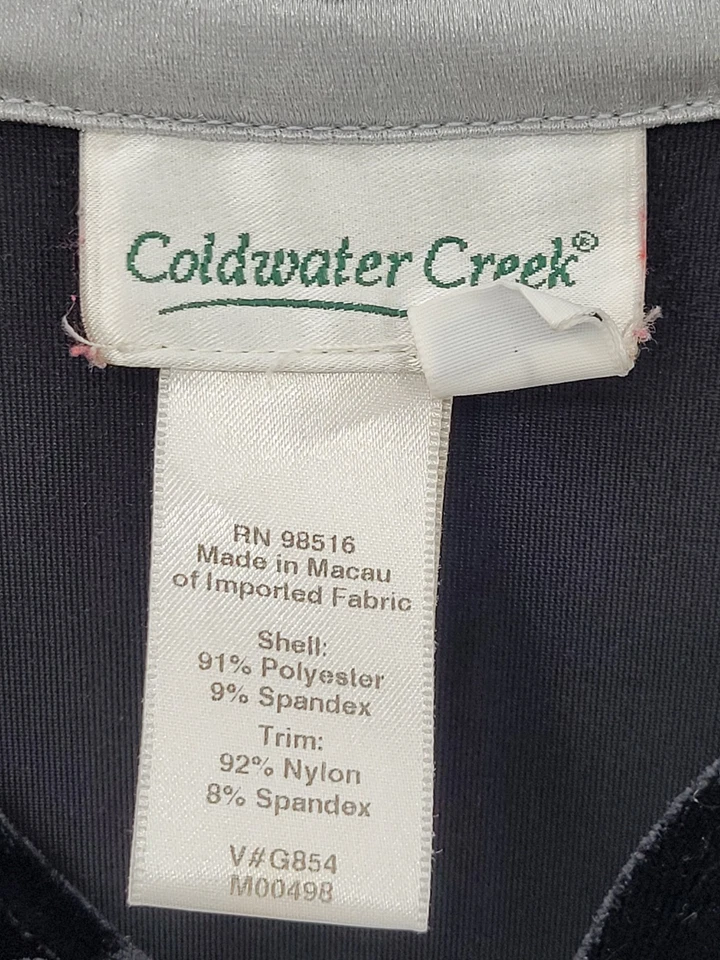 Coldwater Creek®
RN 98516
Made in Macau
of Imported Fabric
Shell:
91% Polyester
9% Spandex
Trim:
92% Nylon
8% Spandex
V#G854
M00498